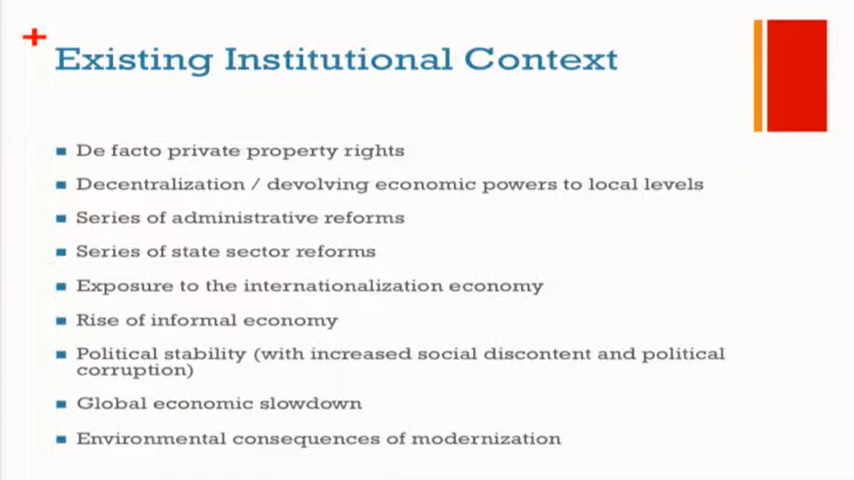 +
Existing Institutional Context
De facto private property rights
Decentralization / devolving economic powers to local levels
Series of administrative reforms
Series of state sector reforms
Exposure to the internationalization economy
Rise of informal economy
Political stability (with increased social discontent and political
corruption)
Global economic slowdown
Environmental consequences of modernization